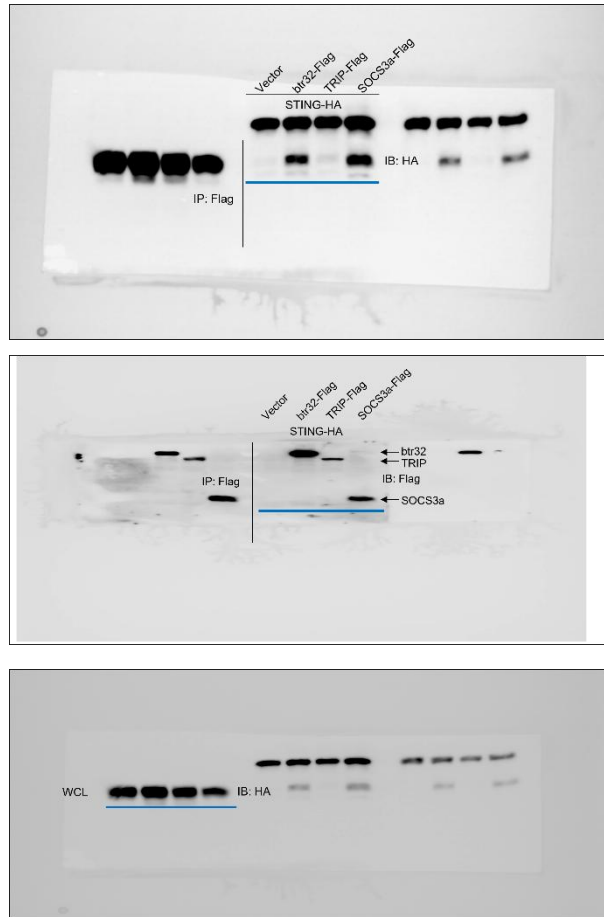 Vector
btr32-Flag
TRIP-Flag
SOCS3a-Flag
STING-HA
IB: HA
IP: Flag
Vector
btr32-Flag
TRIP-Flag
SOCS3a-Flag
STING-HA
btr32
TRIP
IP: Flag
IB: Flag
SOCS3a
WCL
IB: HA